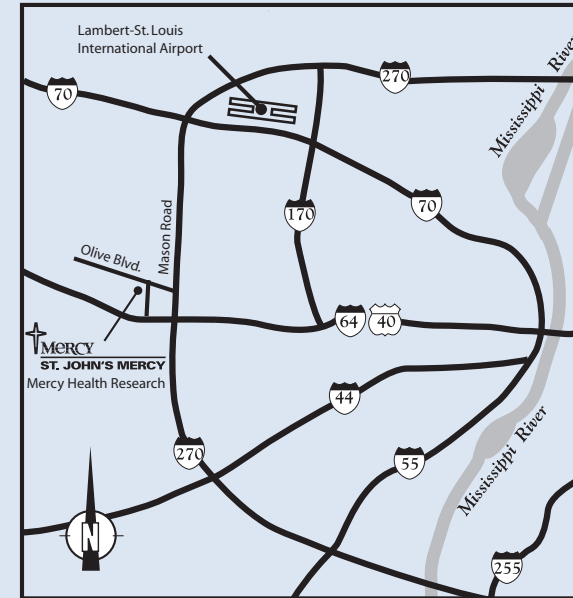 Lambert-St. Louis
International Airport
270
Mississippi River
70
70
170
Mason Road
Olive Blvd.
64
40
MERCY
ST. JOHN'S MERCY
Mercy Health Research
44
270
55
Mississippi River
N
255